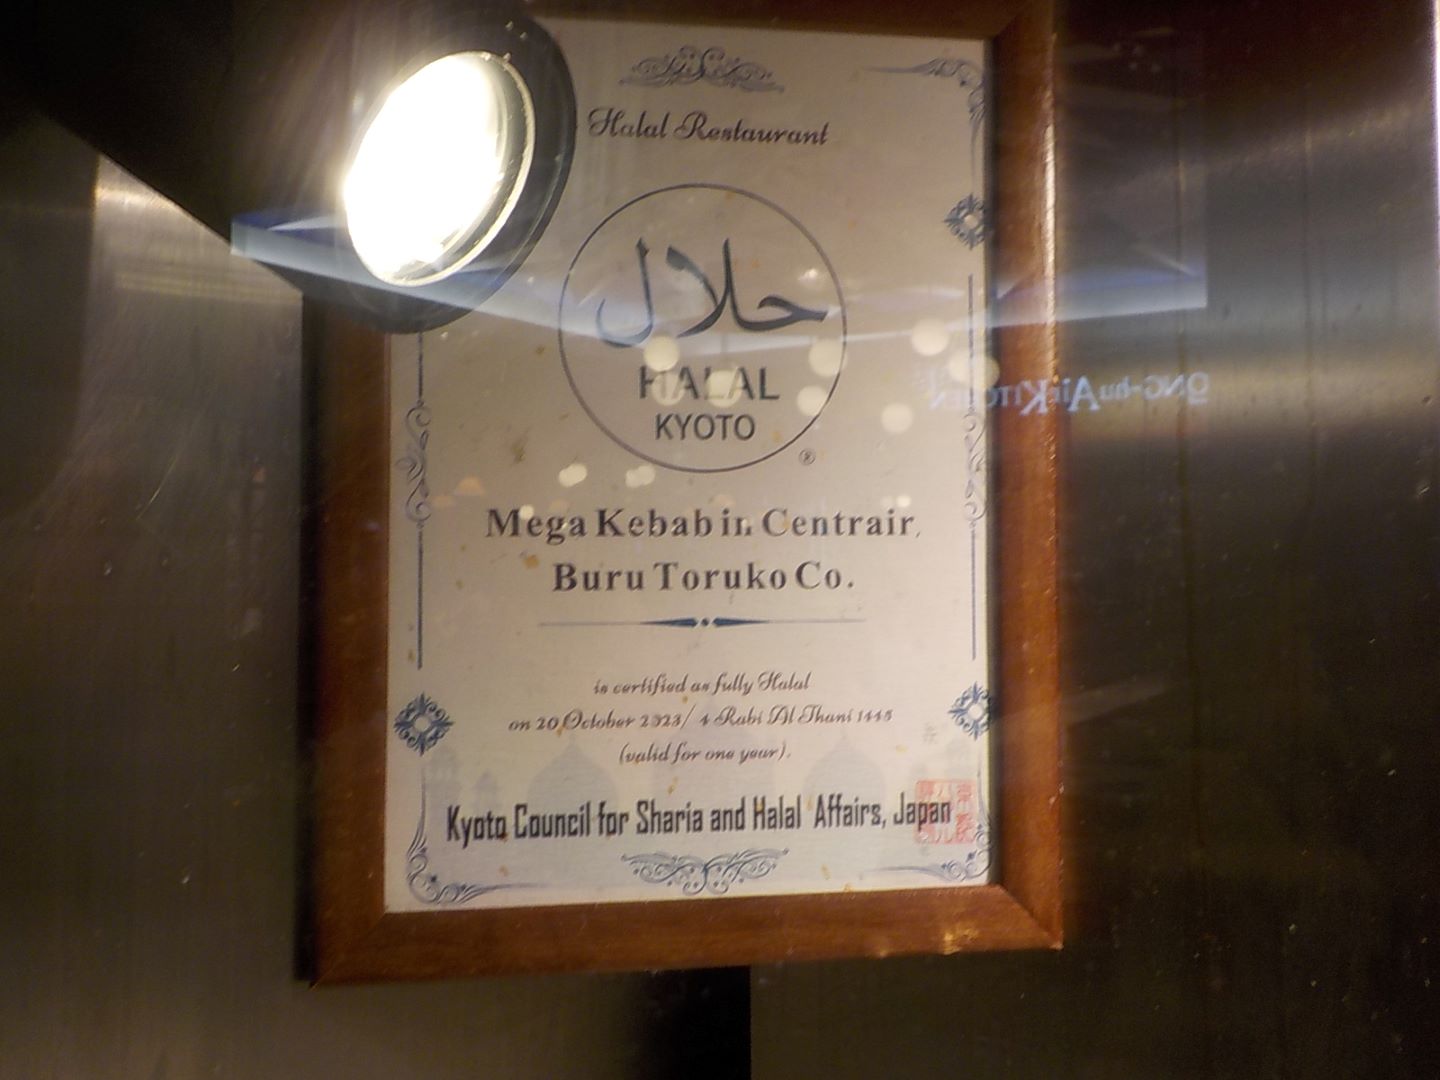 Halal Restaurant
حلال
HALAL
KYOTO
®
Mega Kebab in Centrair,
Buru Toruko Co.
is certified as fully Halal
on 20 October 2023/ 4 Rabi Al Thani 1445
(valid for one year).
Kyoto Council for Sharia and Halal Affairs, Japan